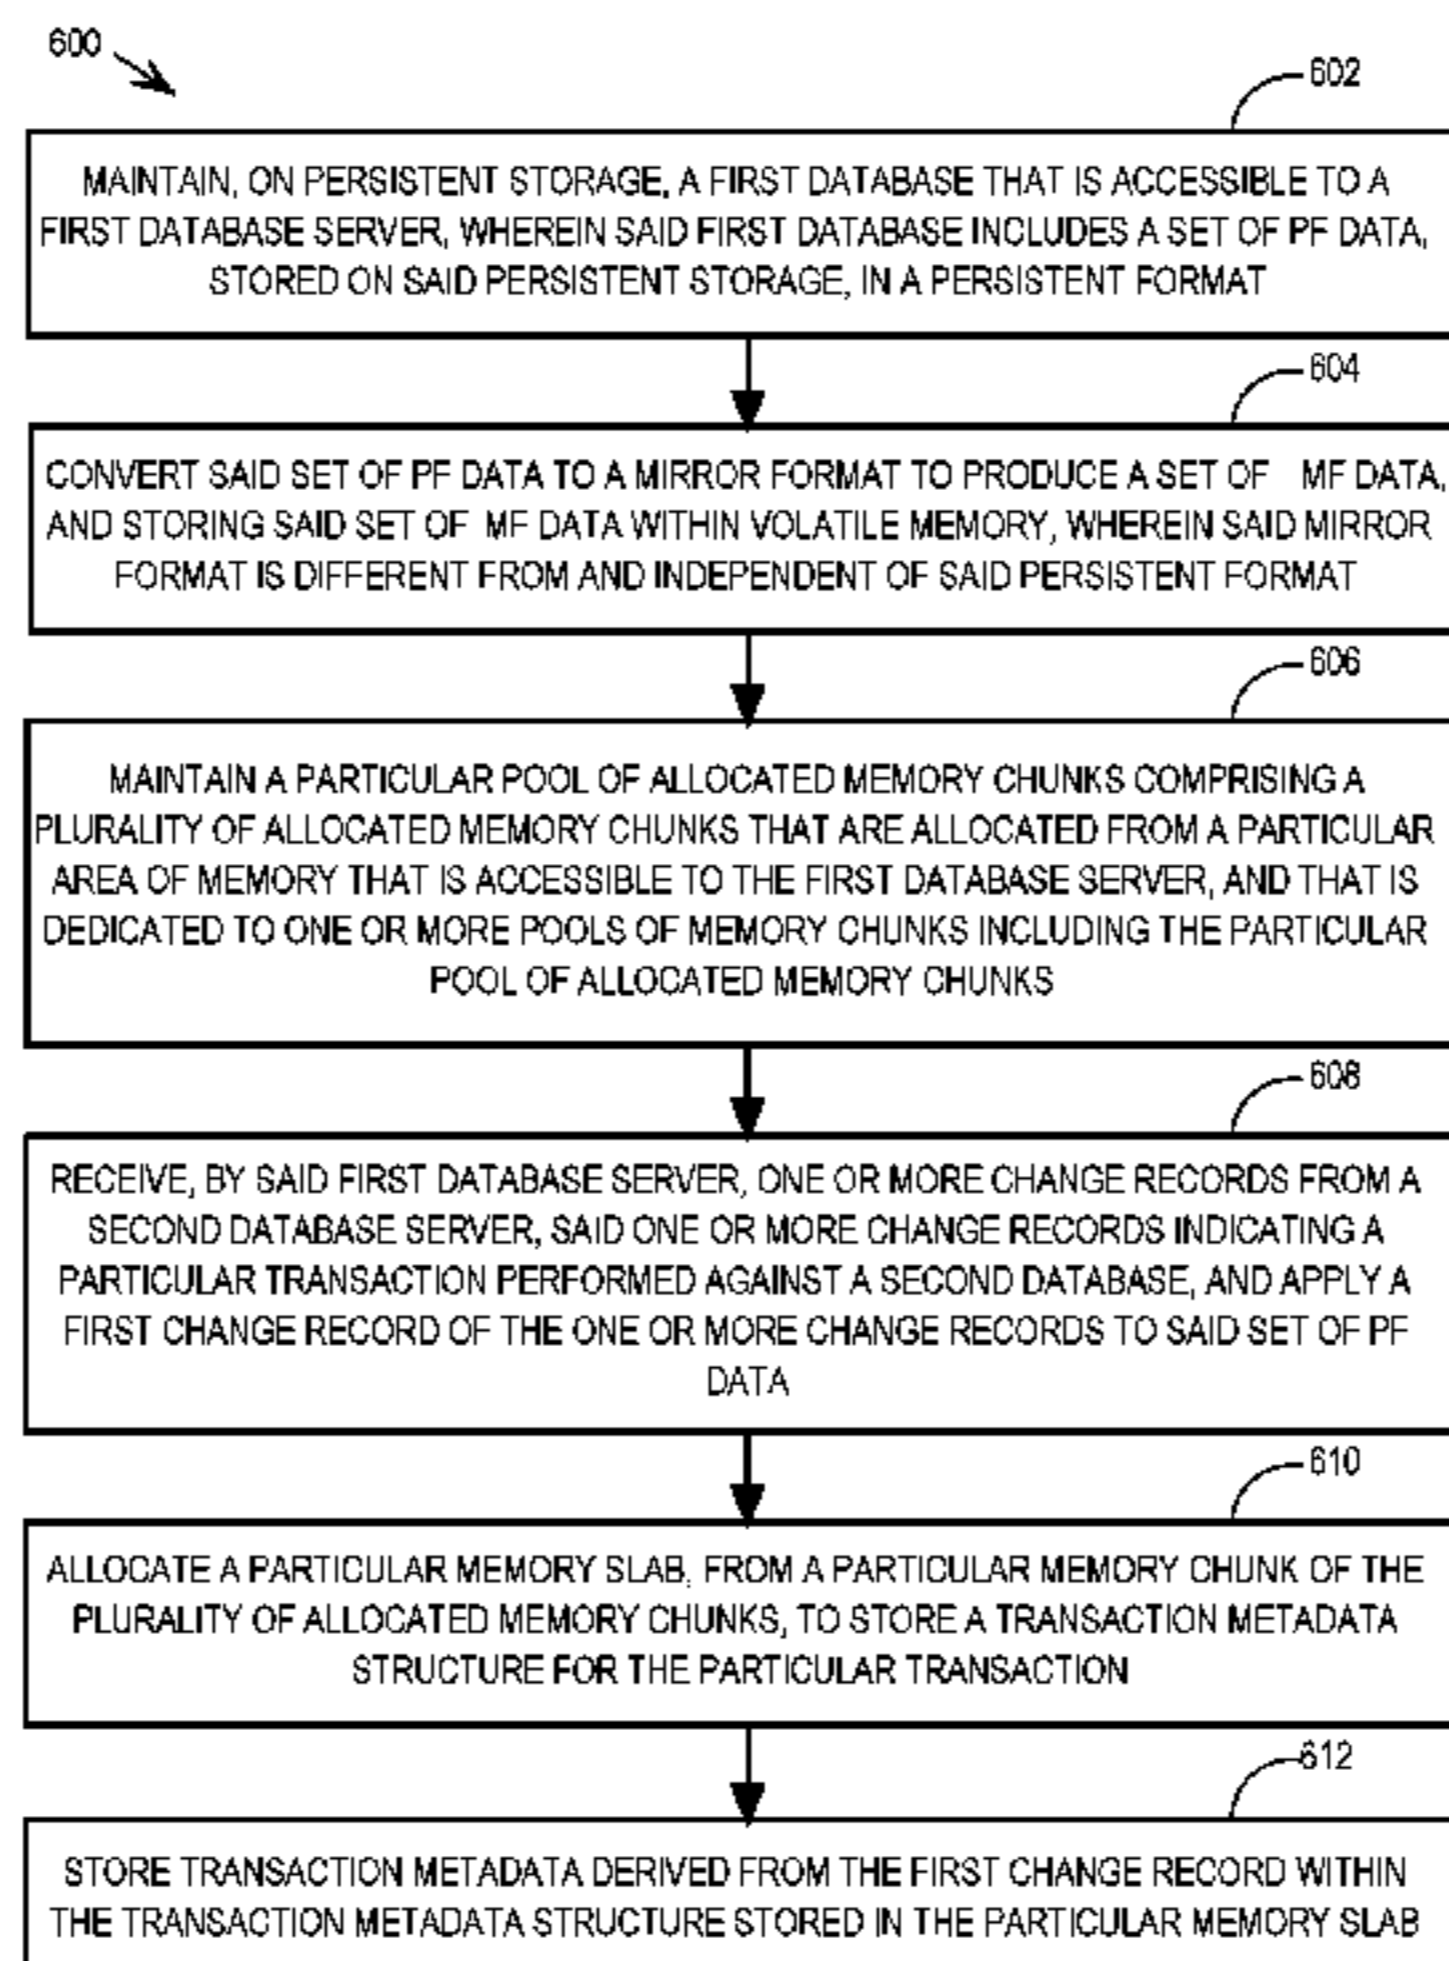 600
602
MAINTAIN, ON PERSISTENT STORAGE, A FIRST DATABASE THAT IS ACCESSIBLE TO A
FIRST DATABASE SERVER, WHEREIN SAID FIRST DATABASE INCLUDES A SET OF PF DATA,
STORED ON SAID PERSISTENT STORAGE, IN A PERSISTENT FORMAT
604
CONVERT SAID SET OF PF DATA TO A MIRROR FORMAT TO PRODUCE A SET OF MF DATA,
AND STORING SAID SET OF MF DATA WITHIN VOLATILE MEMORY, WHEREIN SAID MIRROR
FORMAT IS DIFFERENT FROM AND INDEPENDENT OF SAID PERSISTENT FORMAT
606
MAINTAIN A PARTICULAR POOL OF ALLOCATED MEMORY CHUNKS COMPRISING A
PLURALITY OF ALLOCATED MEMORY CHUNKS THAT ARE ALLOCATED FROM A PARTICULAR
AREA OF MEMORY THAT IS ACCESSIBLE TO THE FIRST DATABASE SERVER, AND THAT IS
DEDICATED TO ONE OR MORE POOLS OF MEMORY CHUNKS INCLUDING THE PARTICULAR
POOL OF ALLOCATED MEMORY CHUNKS
608
RECEIVE, BY SAID FIRST DATABASE SERVER, ONE OR MORE CHANGE RECORDS FROM A
SECOND DATABASE SERVER, SAID ONE OR MORE CHANGE RECORDS INDICATING A
PARTICULAR TRANSACTION PERFORMED AGAINST A SECOND DATABASE, AND APPLY A
FIRST CHANGE RECORD OF THE ONE OR MORE CHANGE RECORDS TO SAID SET OF PF
DATA
610
ALLOCATE A PARTICULAR MEMORY SLAB, FROM A PARTICULAR MEMORY CHUNK OF THE
PLURALITY OF ALLOCATED MEMORY CHUNKS, TO STORE A TRANSACTION METADATA
STRUCTURE FOR THE PARTICULAR TRANSACTION
612
STORE TRANSACTION METADATA DERIVED FROM THE FIRST CHANGE RECORD WITHIN
THE TRANSACTION METADATA STRUCTURE STORED IN THE PARTICULAR MEMORY SLAB